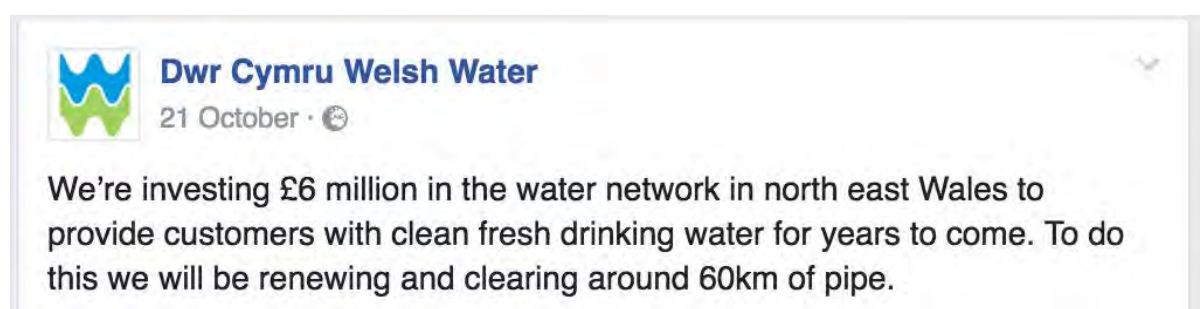 Dwr Cymru Welsh Water
21 October ·
We're investing £6 million in the water network in north east Wales to
provide customers with clean fresh drinking water for years to come. To do
this we will be renewing and clearing around 60km of pipe.